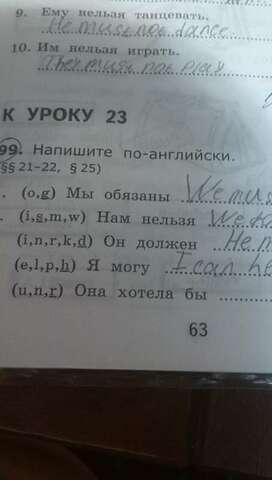 9. Ему нельзя танцевать.
He must not dance
10. Им нельзя играть.
They must not play
К УРОКУ 23
99. Напишите по-английски.
(§§ 21–22, § 25)
. (o,g) Мы обязаны We mus
. (i,s,m,w) Нам нельзя We
(i,n,r,k,d) Он должен He m
(e,l,p,h) Я могу I can he
(u,n,r) Она хотела бы
63